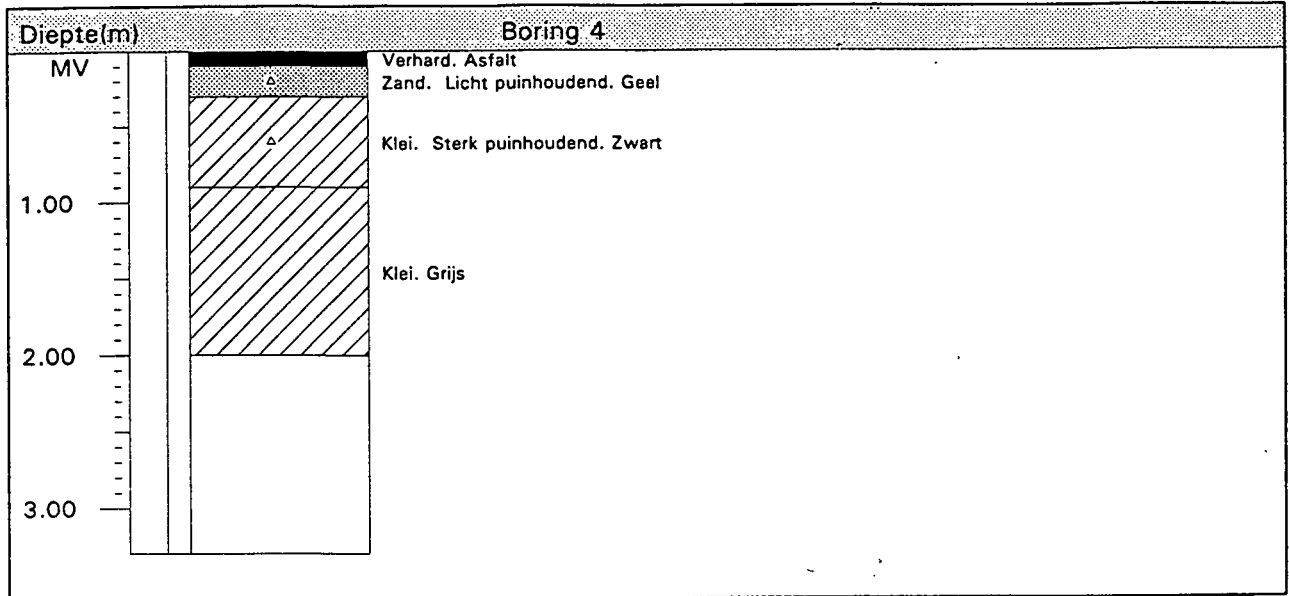 Diepte(m) Boring 4
MV
Verhard. Asfalt
Zand. Licht puinhoudend. Geel
Klei. Sterk puinhoudend. Zwart
1.00
Klei. Grijs
2.00
3.00